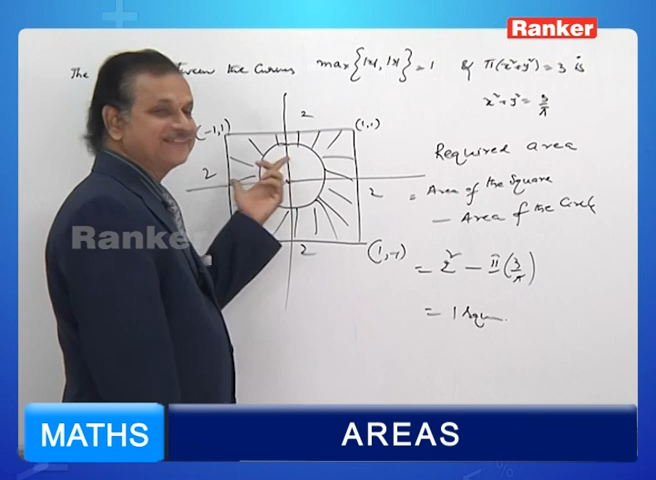 Ranker
The between the Curves max{|x|,|y|}=1 & π(x²+y²)=3 is
x²+y²=3/π
2
(-1,1)
(1,1)
Required area
2
2
= Area of the Square
- Area of the Circle
2
(1,-1)
= 2² - π(3/π)
= 1 Squ.
Ranker
MATHS
AREAS